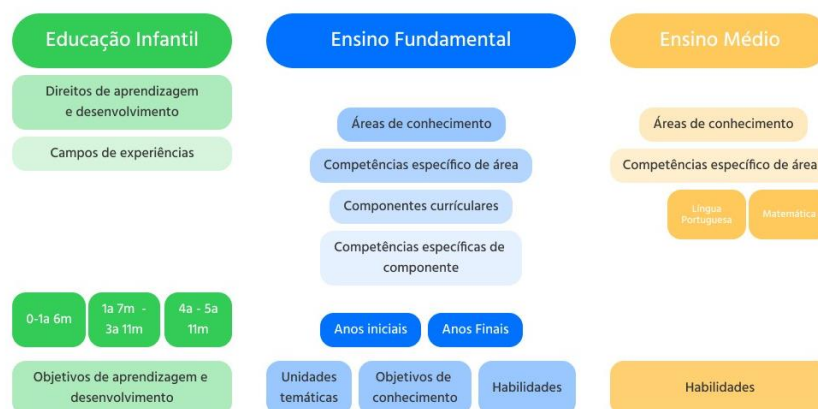 Educação Infantil
Direitos de aprendizagem
e desenvolvimento
Campos de experiências
0-1a 6m
1a 7m -
3a 11m
4a - 5a
11m
Objetivos de aprendizagem e
desenvolvimento
Ensino Fundamental
Áreas de conhecimento
Competências específico de área
Componentes currículares
Competências específicas de
componente
Anos iniciais
Anos Finais
Unidades
temáticas
Objetivos de
conhecimento
Habilidades
Ensino Médio
Áreas de conhecimento
Competências específico de área
Língua
Portuguesa
Matemática
Habilidades